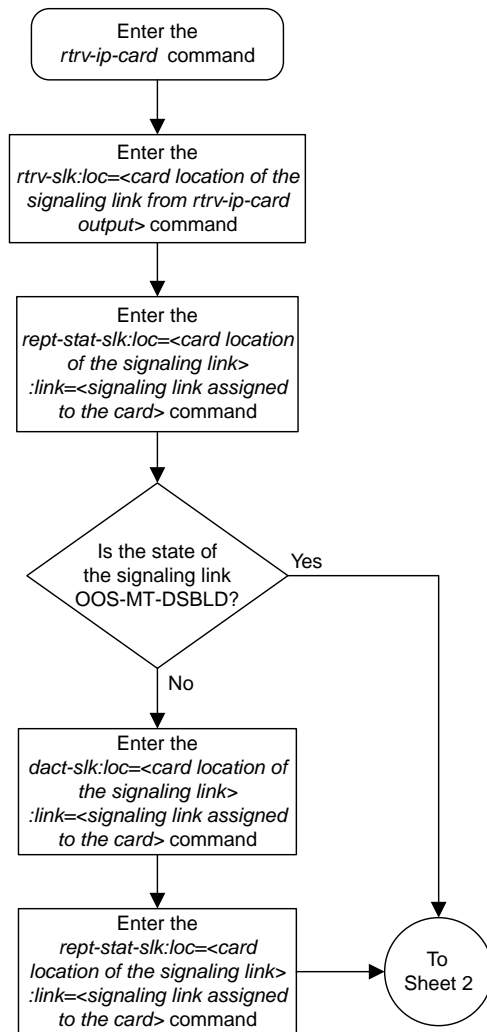 Enter the
rtrv-ip-card command
Enter the
rtrv-slk:loc=<card location of the
signaling link from rtrv-ip-card
output> command
Enter the
rept-stat-slk:loc=<card location
of the signaling link>
:link=<signaling link assigned
to the card> command
Is the state of
the signaling link
OOS-MT-DSBLD?
Yes
No
Enter the
dact-slk:loc=<card location of
the signaling link>
:link=<signaling link assigned
to the card> command
Enter the
rept-stat-slk:loc=<card
location of the signaling link>
:link=<signaling link assigned
to the card> command
To
Sheet 2